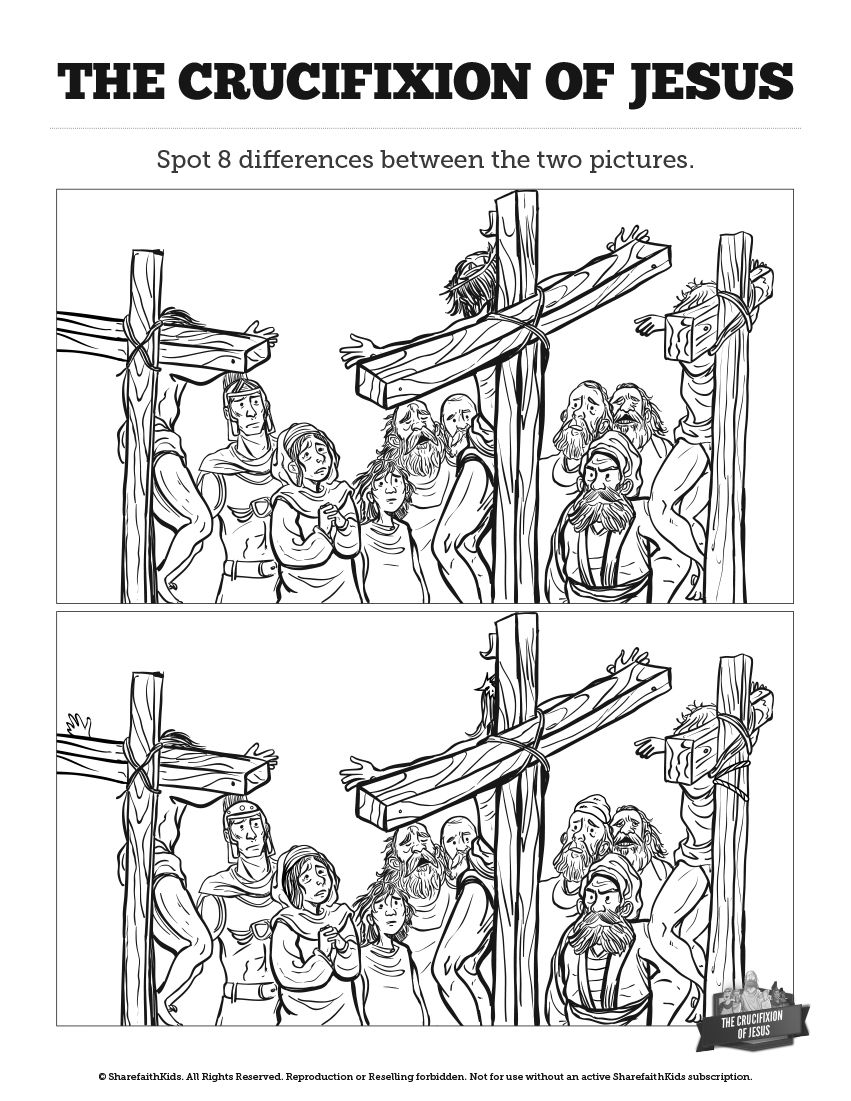 THE CRUCIFIXION OF JESUS
Spot 8 differences between the two pictures.
THE CRUCIFIXION
OF JESUS
© SharefaithKids. All Rights Reserved. Reproduction or Reselling forbidden. Not for use without an active SharefaithKids subscription.